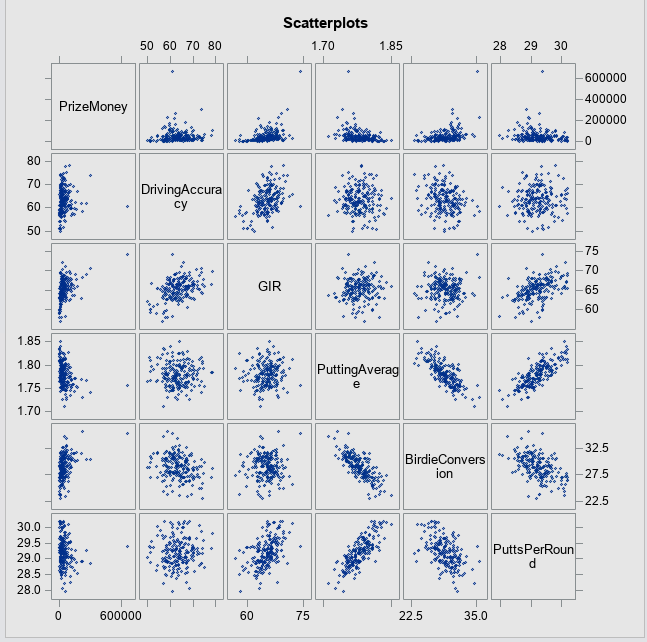 Scatterplots
50 60 70 80 1.70 1.85 28 29 30
PrizeMoney
600000
400000
200000
0
80
70
60
50
DrivingAccura
cy
GIR
75
70
65
60
1.85
1.80
1.75
1.70
PuttingAverag
e
BirdieConvers
ion
32.5
27.5
22.5
30.0
29.5
29.0
28.5
28.0
PuttsPerRoun
d
0 600000 60 75 22.5 35.0